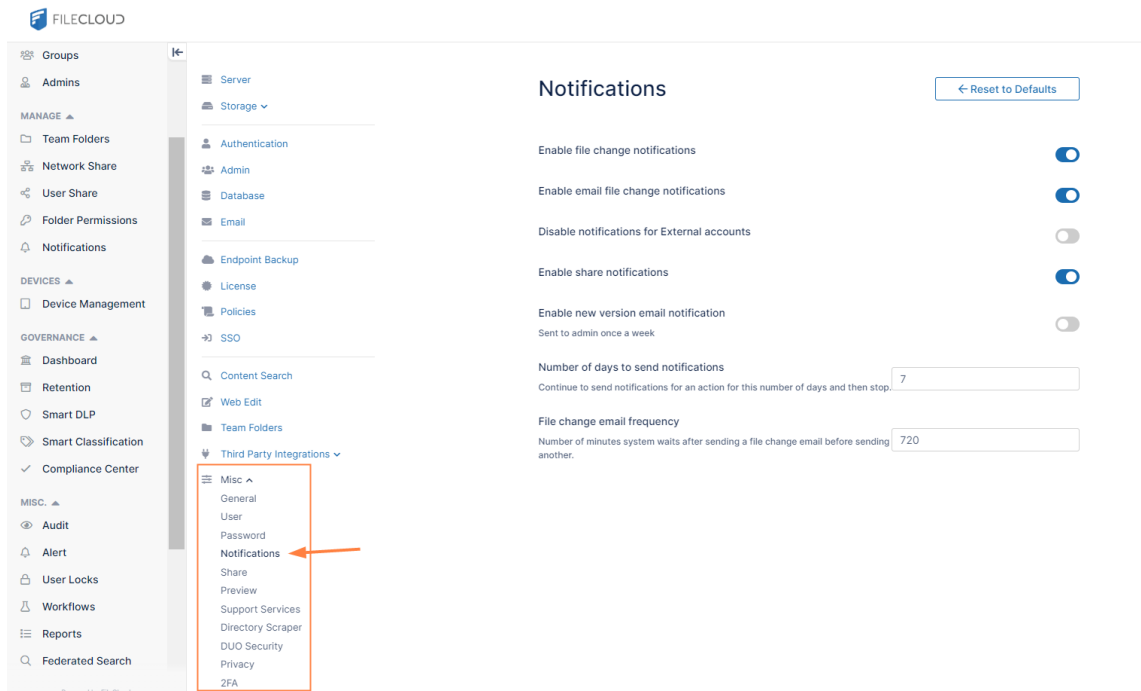 FILECLOUD
Groups
Admins
MANAGE
Team Folders
Network Share
User Share
Folder Permissions
Notifications
DEVICES
Device Management
GOVERNANCE
Dashboard
Retention
Smart DLP
Smart Classification
Compliance Center
MISC.
Audit
Alert
User Locks
Workflows
Reports
Federated Search
Server
Storage
Authentication
Admin
Database
Email
Endpoint Backup
License
Policies
SSO
Content Search
Web Edit
Team Folders
Third Party Integrations
Misc
General
User
Password
Notifications
Share
Preview
Support Services
Directory Scraper
DUO Security
Privacy
2FA
Notifications
Reset to Defaults
Enable file change notifications
Enable email file change notifications
Disable notifications for External accounts
Enable share notifications
Enable new version email notification
Sent to admin once a week
Number of days to send notifications
Continue to send notifications for an action for this number of days and then stop.
7
File change email frequency
Number of minutes system waits after sending a file change email before sending
another.
720